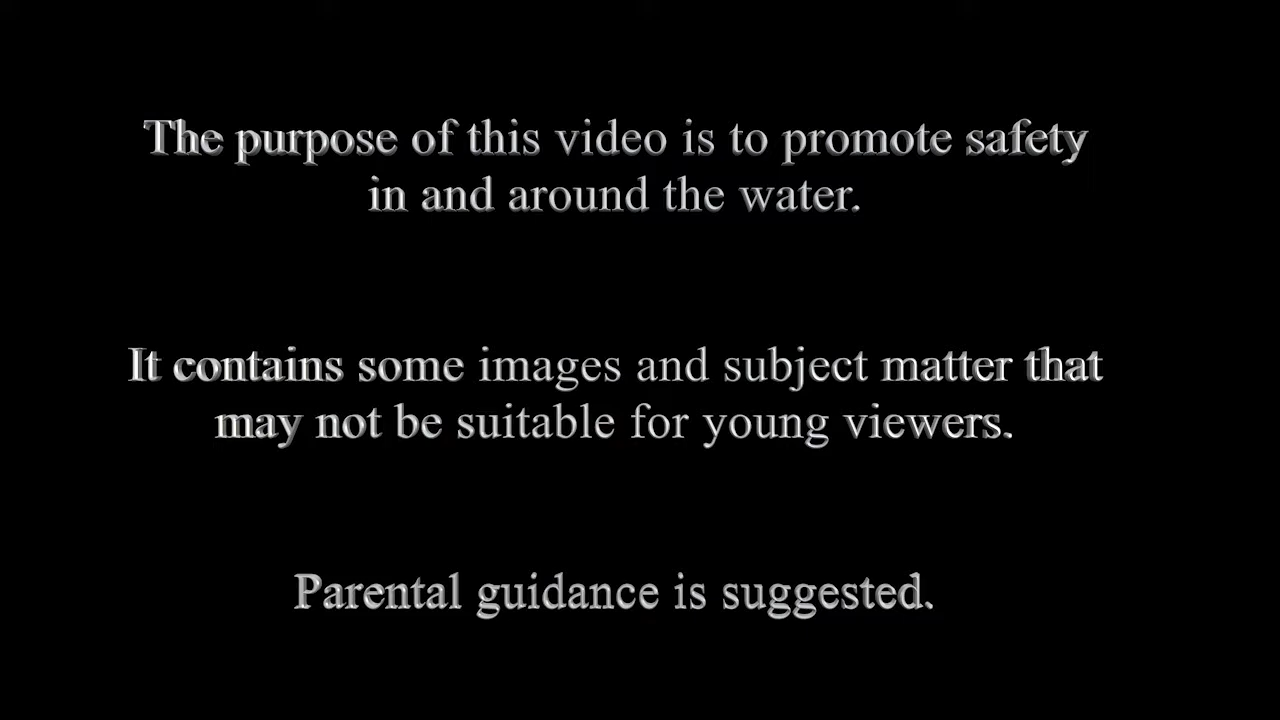 The purpose of this video is to promote safety
in and around the water.
It contains some images and subject matter that
may not be suitable for young viewers.
Parental guidance is suggested.